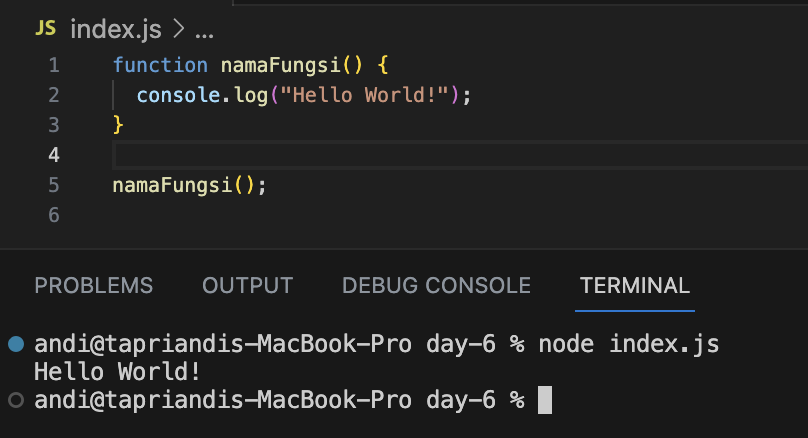 JS index.js > ...
1 function namaFungsi() {
2   console.log("Hello World!");
3 }
4
5 namaFungsi();
6
PROBLEMS OUTPUT DEBUG CONSOLE TERMINAL
andi@tapriandis-MacBook-Pro day-6 % node index.js
Hello World!
andi@tapriandis-MacBook-Pro day-6 %